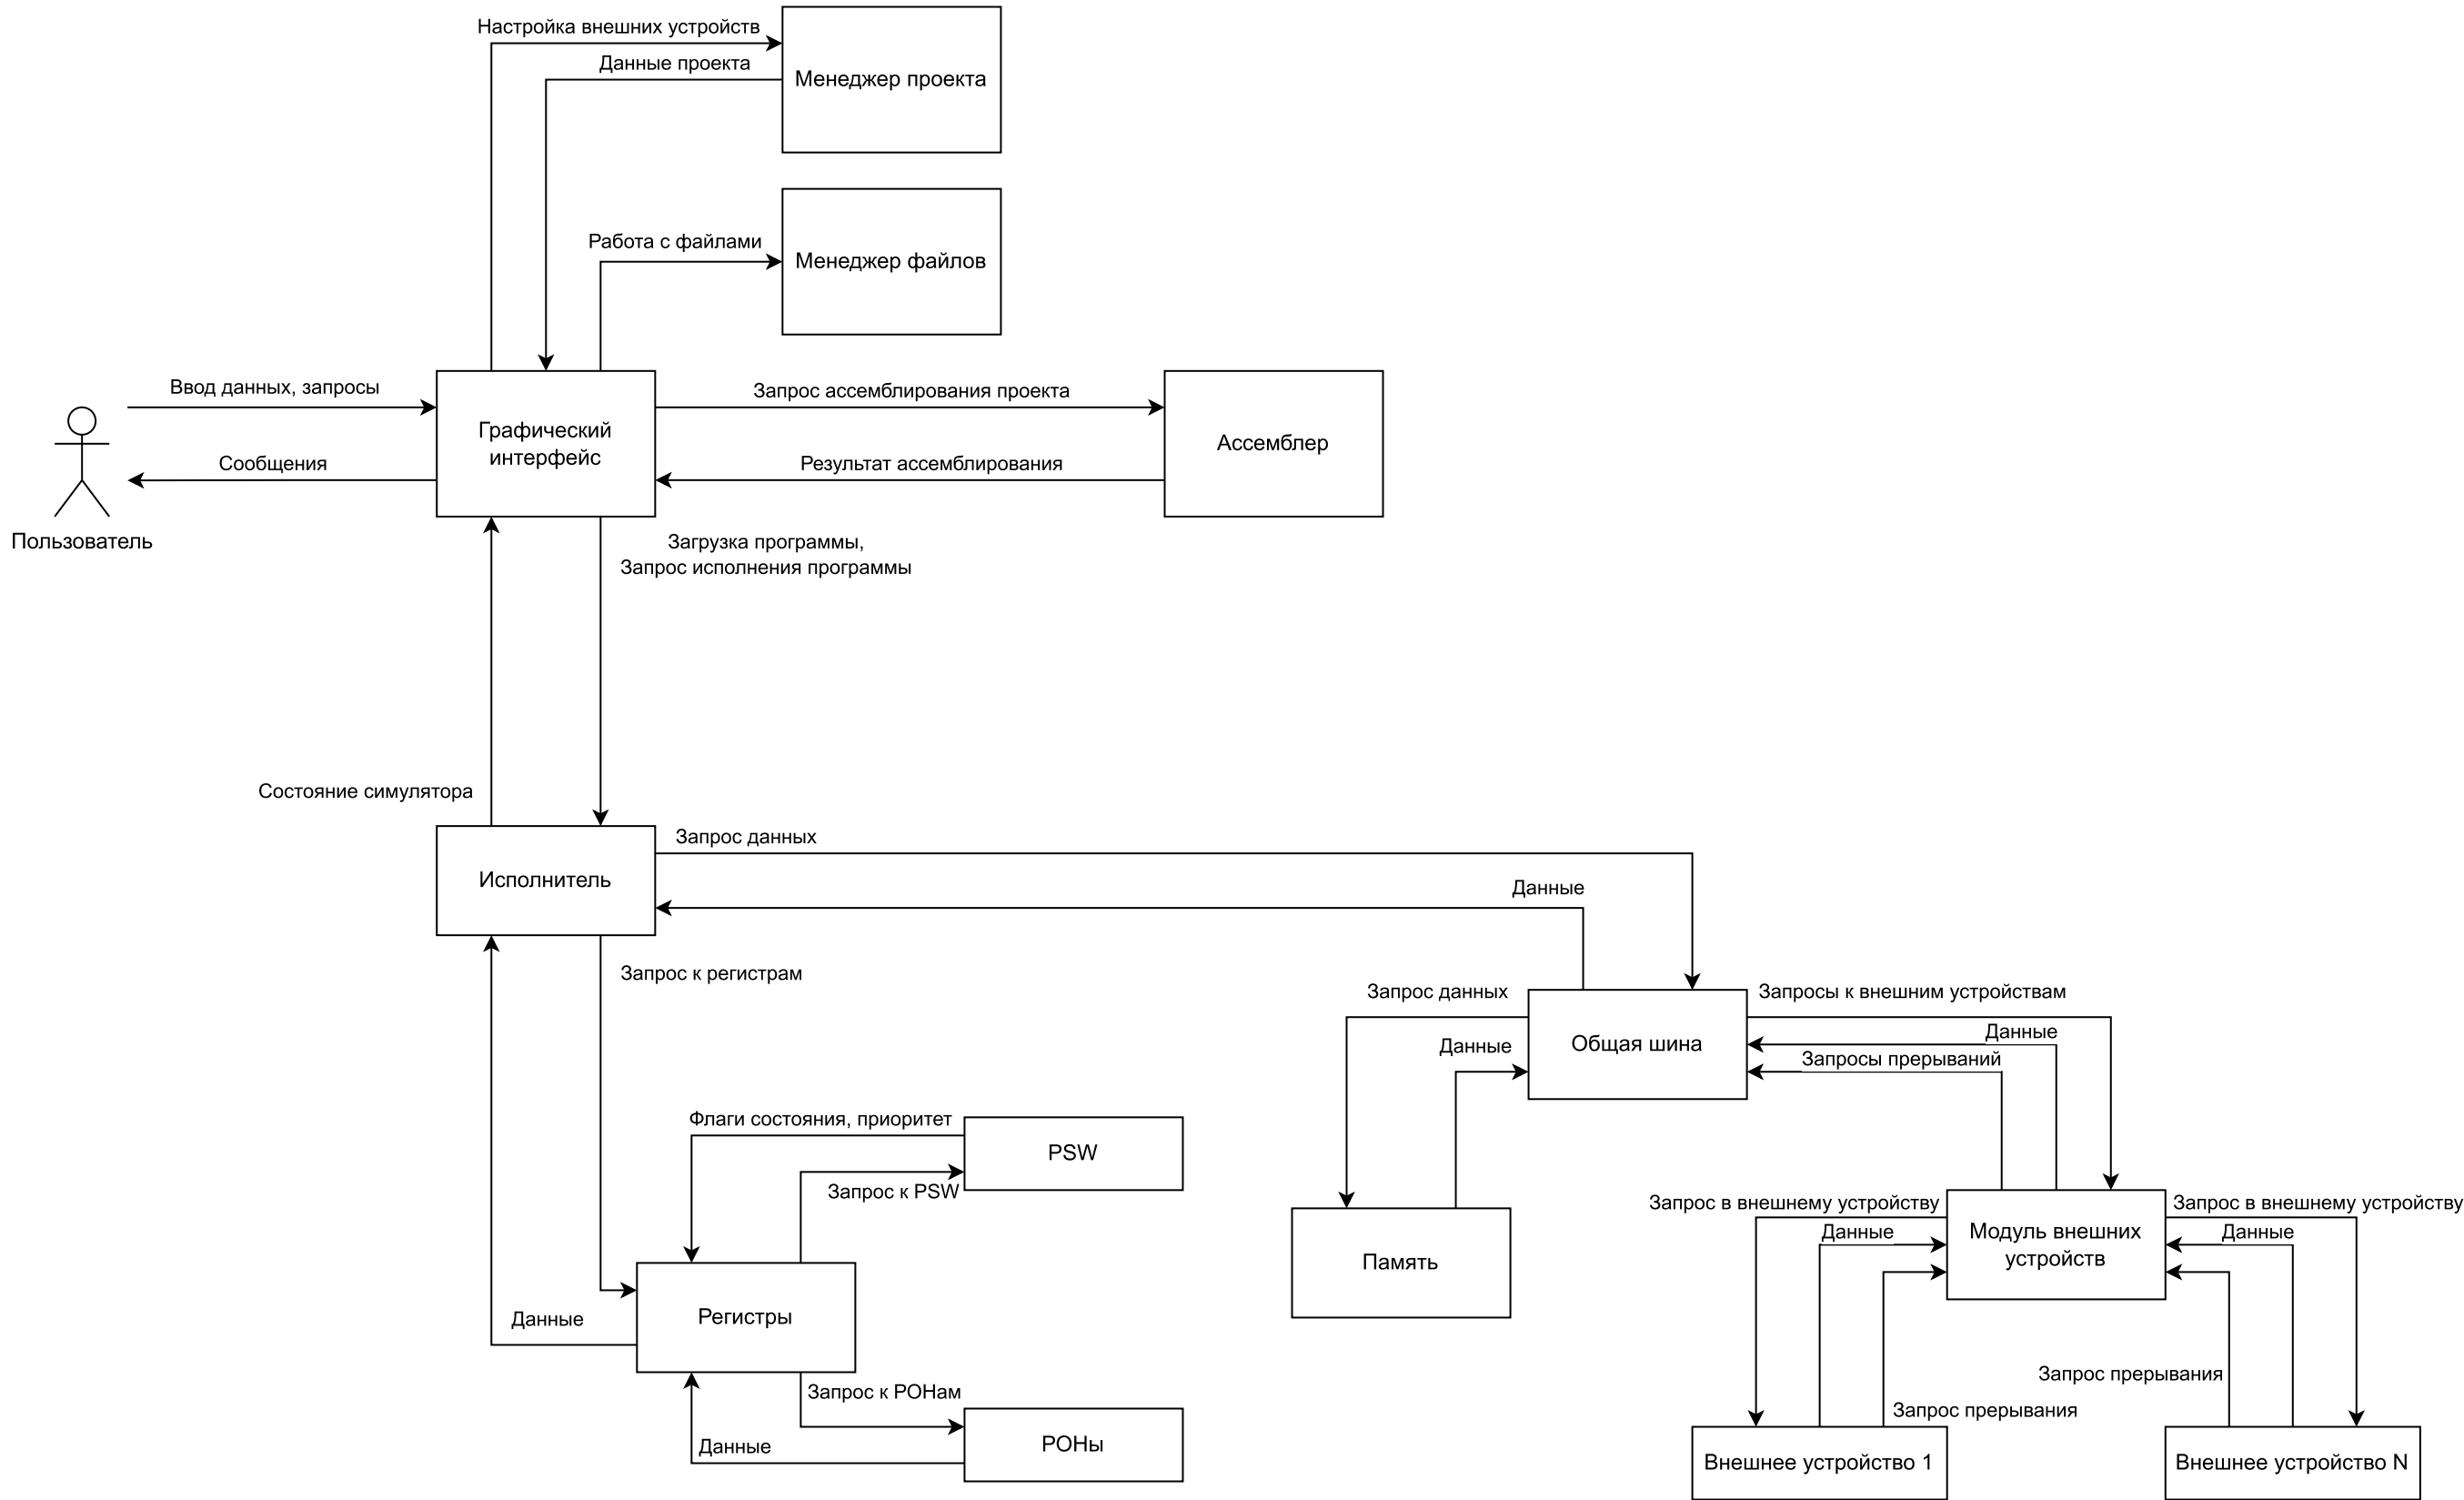 Настройка внешних устройств
Данные проекта
Менеджер проекта
Работа с файлами
Менеджер файлов
Ввод данных, запросы
Сообщения
Пользователь
Графический
интерфейс
Запрос ассемблирования проекта
Результат ассемблирования
Ассемблер
Загрузка программы,
Запрос исполнения программы
Состояние симулятора
Исполнитель
Запрос данных
Данные
Запрос к регистрам
Запрос данных
Данные
Общая шина
Запросы к внешним устройствам
Данные
Запросы прерываний
Флаги состояния, приоритет
PSW
Запрос к PSW
Регистры
Данные
Запрос к РОНам
Данные
РОНы
Память
Запрос в внешнему устройству
Данные
Модуль внешних
устройств
Запрос в внешнему устройству
Данные
Запрос прерывания
Запрос прерывания
Внешнее устройство 1
Внешнее устройство N